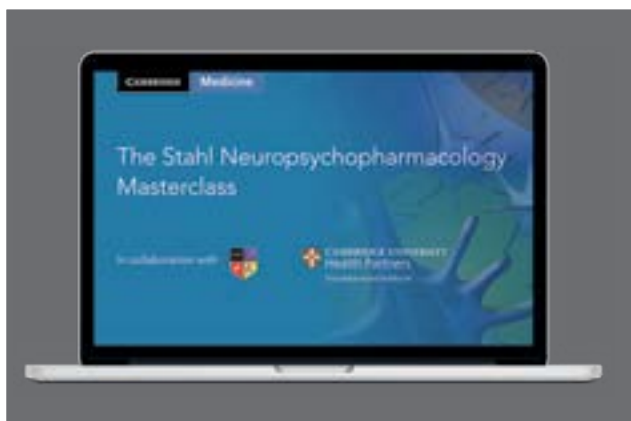 CAMBRIDGE Medicine
The Stahl Neuropsychopharmacology
Masterclass
In collaboration with
CAMBRIDGE UNIVERSITY
Health Partners